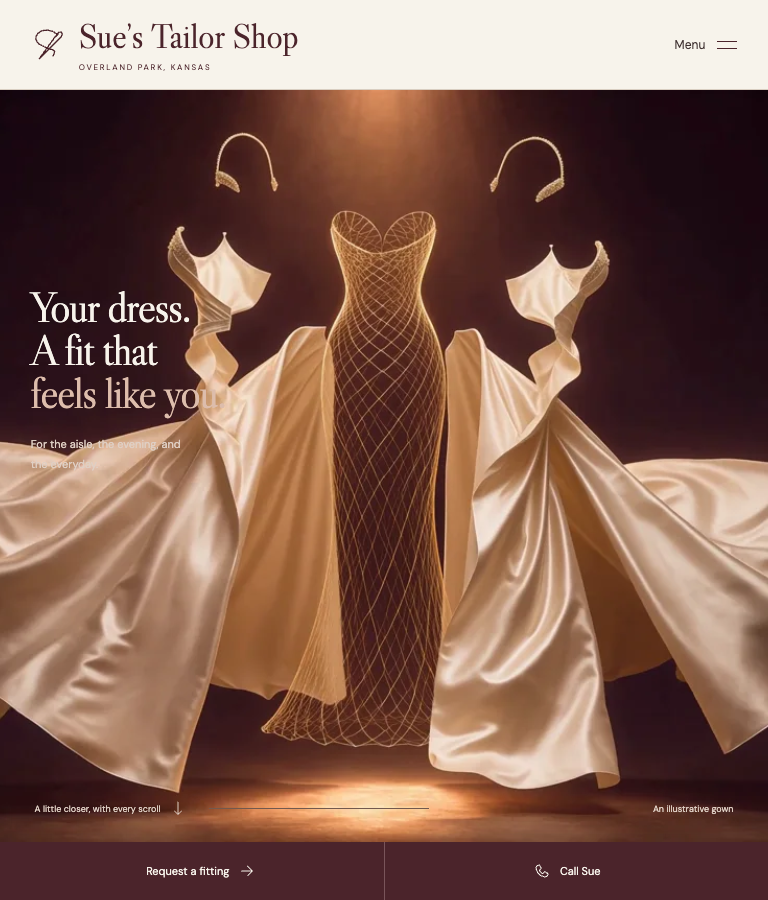 Sue's Tailor Shop
OVERLAND PARK, KANSAS
Menu
Your dress.
A fit that
feels like you.
For the aisle, the evening, and
the everyday.
A little closer, with every scroll
An illustrative gown
Request a fitting
Call Sue